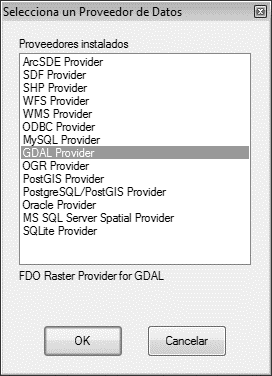 Selecciona un Proveedor de Datos
Proveedores instalados
ArcSDE Provider
SDF Provider
SHP Provider
WFS Provider
WMS Provider
ODBC Provider
MySQL Provider
GDAL Provider
OGR Provider
PostGIS Provider
PostgreSQL/PostGIS Provider
Oracle Provider
MS SQL Server Spatial Provider
SQLite Provider
FDO Raster Provider for GDAL
OK
Cancelar